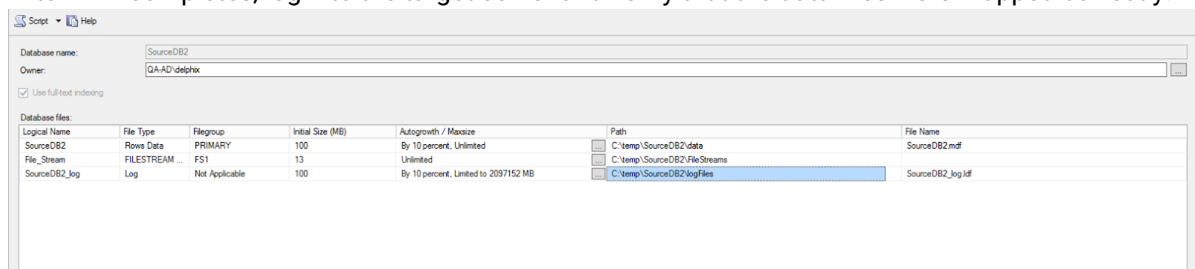 Script Help
Database name: SourceDB2
Owner: QA-AD\delphix ...
Use full-text indexing
Database files:
Logical Name File Type Filegroup Initial Size (MB) Autogrowth / Maxsize Path File Name
SourceDB2 Rows Data PRIMARY 100 By 10 percent, Unlimited ... C:\temp\SourceDB2\data SourceDB2.mdf
File_Stream FILESTREAM ... FS1 13 Unlimited ... C:\temp\SourceDB2\FileStreams
SourceDB2_log Log Not Applicable 100 By 10 percent, Limited to 2097152 MB ... C:\temp\SourceDB2\logFiles SourceDB2_log.ldf